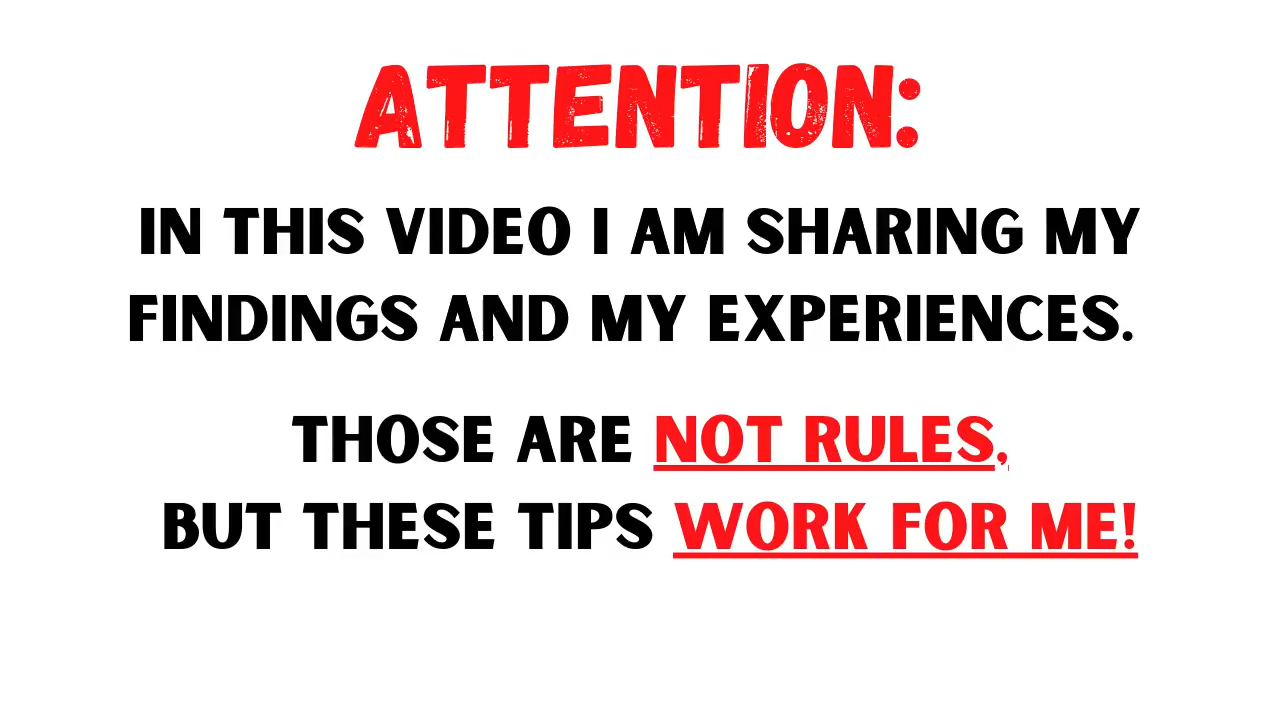 ATTENTION:
IN THIS VIDEO I AM SHARING MY
FINDINGS AND MY EXPERIENCES.
THOSE ARE NOT RULES,
BUT THESE TIPS WORK FOR ME!